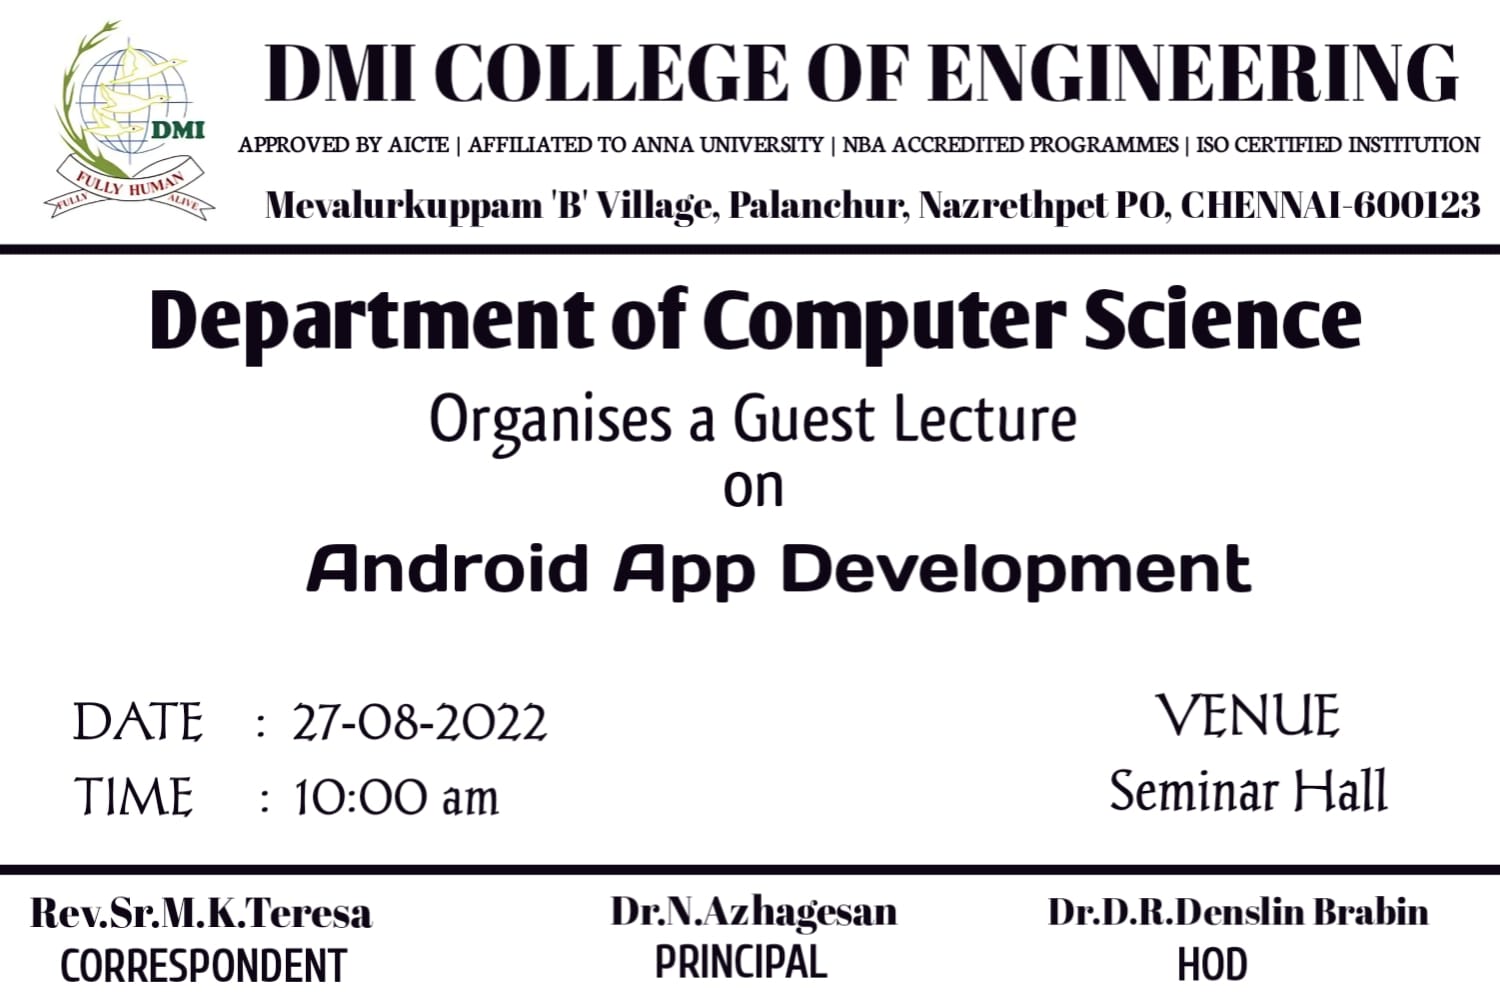 DMI COLLEGE OF ENGINEERING
APPROVED BY AICTE | AFFILIATED TO ANNA UNIVERSITY | NBA ACCREDITED PROGRAMMES | ISO CERTIFIED INSTITUTION
Mevalurkuppam 'B' Village, Palanchur, Nazrethpet PO, CHENNAI-600123
DMI
FULLY HUMAN
FULLY ALIVE
Department of Computer Science
Organises a Guest Lecture
on
Android App Development
DATE : 27-08-2022
TIME : 10:00 am
VENUE
Seminar Hall
Rev.Sr.M.K.Teresa
CORRESPONDENT
Dr.N.Azhagesan
PRINCIPAL
Dr.D.R.Denslin Brabin
HOD